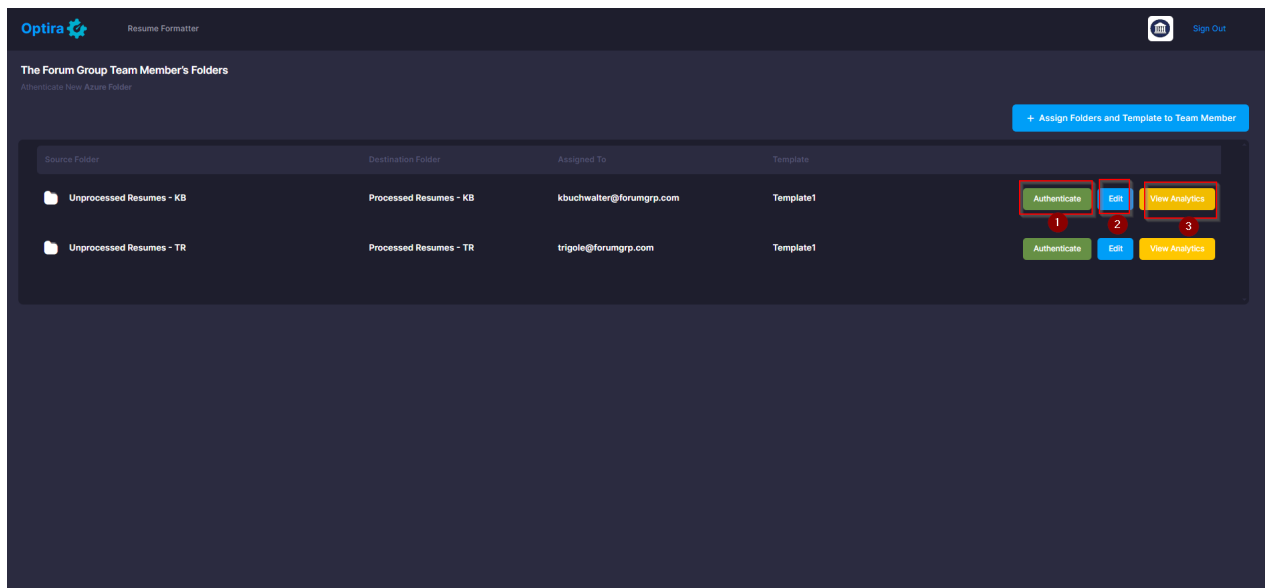 Optira
Resume Formatter
Sign Out
The Forum Group Team Member's Folders
Athenticate New Azure Folder
+ Assign Folders and Template to Team Member
Source Folder Destination Folder Assigned To Template
Unprocessed Resumes - KB Processed Resumes - KB kbuchwalter@forumgrp.com Template1 Authenticate Edit View Analytics
1 2 3
Unprocessed Resumes - TR Processed Resumes - TR trigole@forumgrp.com Template1 Authenticate Edit View Analytics